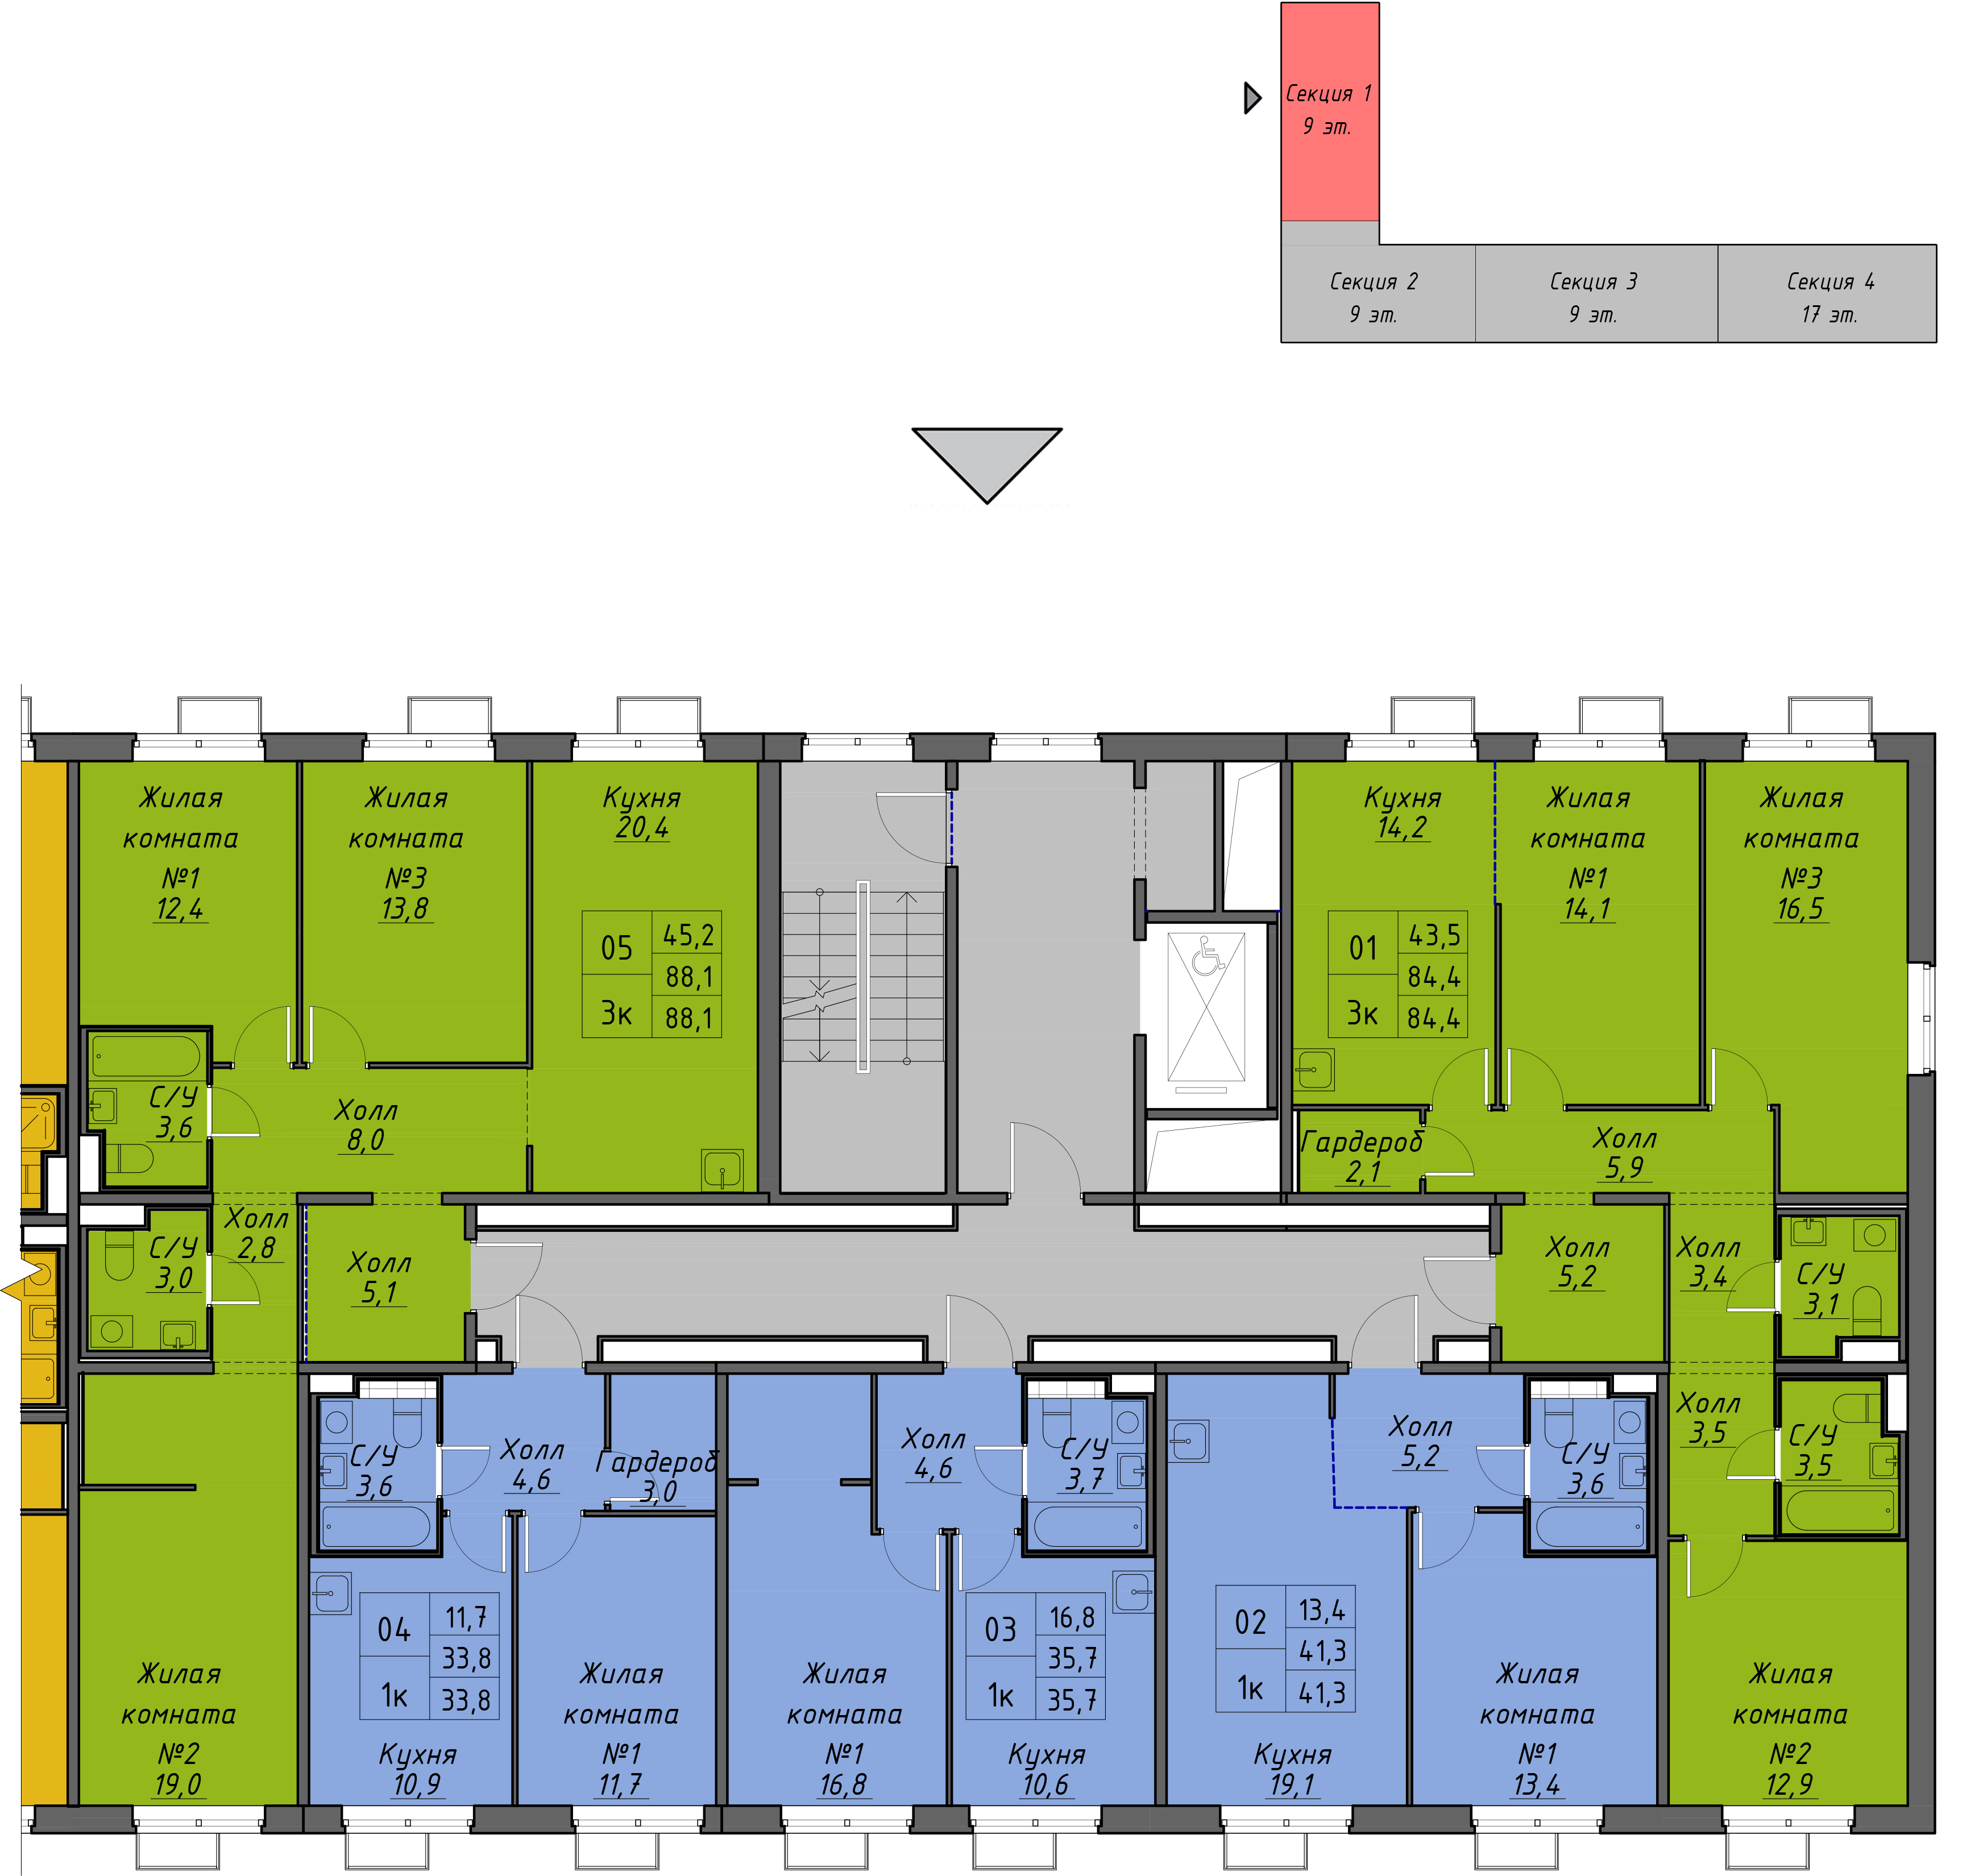 Секция 1
9 эт.
Секция 2
9 эт.
Секция 3
9 эт.
Секция 4
17 эт.
Жилая
комната
№1
12,4
Жилая
комната
№3
13,8
Кухня
20,4
05
3к
45,2
88,1
88,1
Кухня
14,2
01
3к
43,5
84,4
84,4
Жилая
комната
№1
14,1
Жилая
комната
№3
16,5
С/У
3,6
Холл
8,0
Гардероб
2,1
Холл
5,9
С/У
3,0
Холл
2,8
Холл
5,1
Холл
5,2
Холл
3,4
С/У
3,1
С/У
3,6
Холл
4,6
Гардероб
3,0
Холл
4,6
С/У
3,7
Холл
5,2
С/У
3,6
Холл
3,5
С/У
3,5
Жилая
комната
№2
19,0
04
1к
11,7
33,8
33,8
Кухня
10,9
Жилая
комната
№1
11,7
Жилая
комната
№1
16,8
03
1к
16,8
35,7
35,7
Кухня
10,6
02
1к
13,4
41,3
41,3
Кухня
19,1
Жилая
комната
№1
13,4
Жилая
комната
№2
12,9